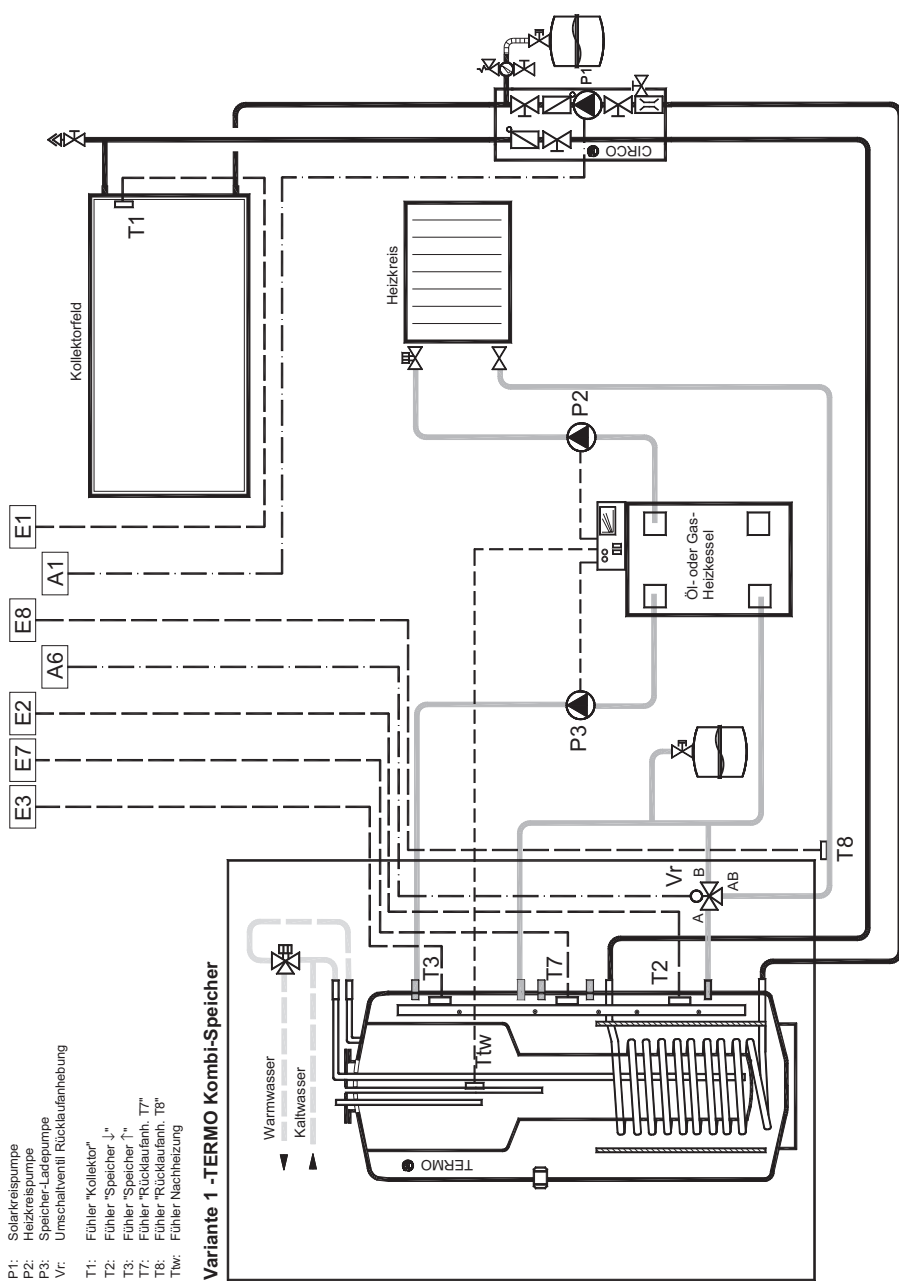 P1: Solarkreispumpe
P2: Heizkreispumpe
P3: Speicher-Ladepumpe
Vr: Umschaltventil Rücklaufanhebung
T1: Fühler "Kollektor"
T2: Fühler "Speicher ↓"
T3: Fühler "Speicher ↑"
T7: Fühler "Rücklaufanh. T7"
T8: Fühler "Rücklaufanh. T8"
Ttw: Fühler Nachheizung
Variante 1 -TERMO Kombi-Speicher
E3
E7
E2
A6
E8
A1
E1
Kollektorfeld
T1
P1
CIRCO
Heizkreis
P2
P3
Öl- oder Gas-
Heizkessel
Warmwasser
Kaltwasser
T3
T7
T2
Ttw
TERMO
Vr
A
B
AB
T8